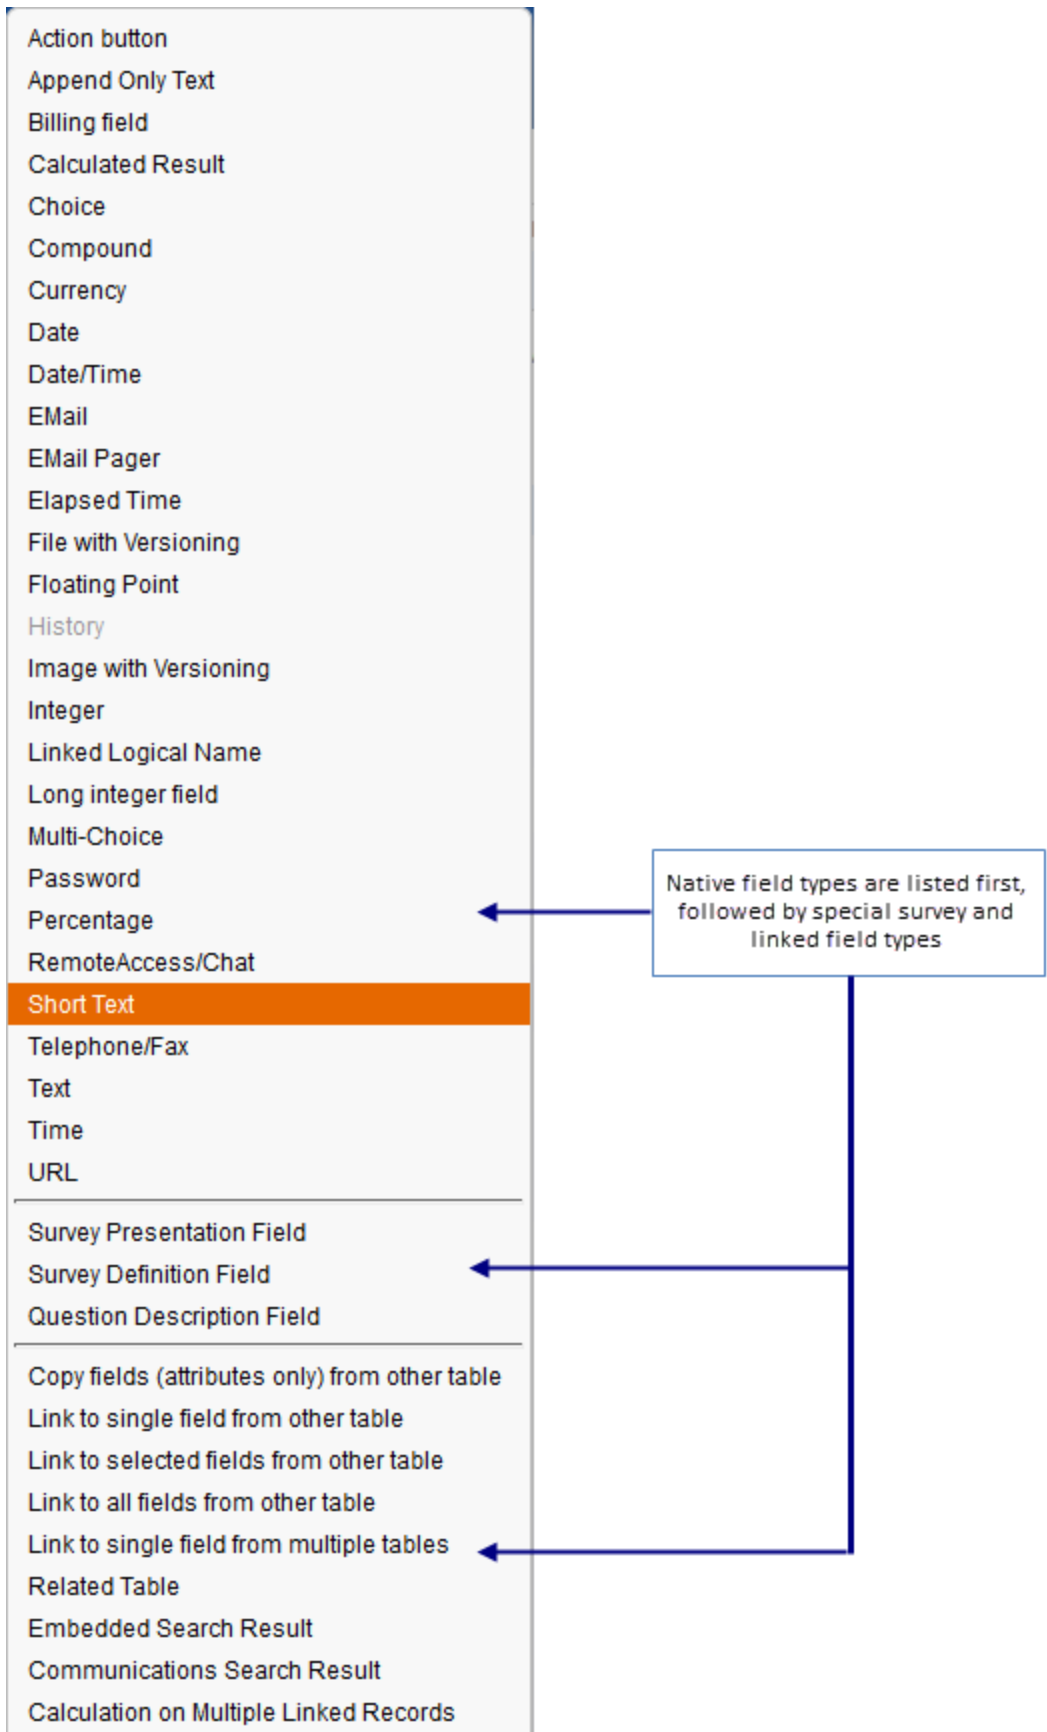 Action button
Append Only Text
Billing field
Calculated Result
Choice
Compound
Currency
Date
Date/Time
EMail
EMail Pager
Elapsed Time
File with Versioning
Floating Point
History
Image with Versioning
Integer
Linked Logical Name
Long integer field
Multi-Choice
Password
Percentage
RemoteAccess/Chat
Short Text
Telephone/Fax
Text
Time
URL
Survey Presentation Field
Survey Definition Field
Question Description Field
Copy fields (attributes only) from other table
Link to single field from other table
Link to selected fields from other table
Link to all fields from other table
Link to single field from multiple tables
Related Table
Embedded Search Result
Communications Search Result
Calculation on Multiple Linked Records
Native field types are listed first,
followed by special survey and
linked field types